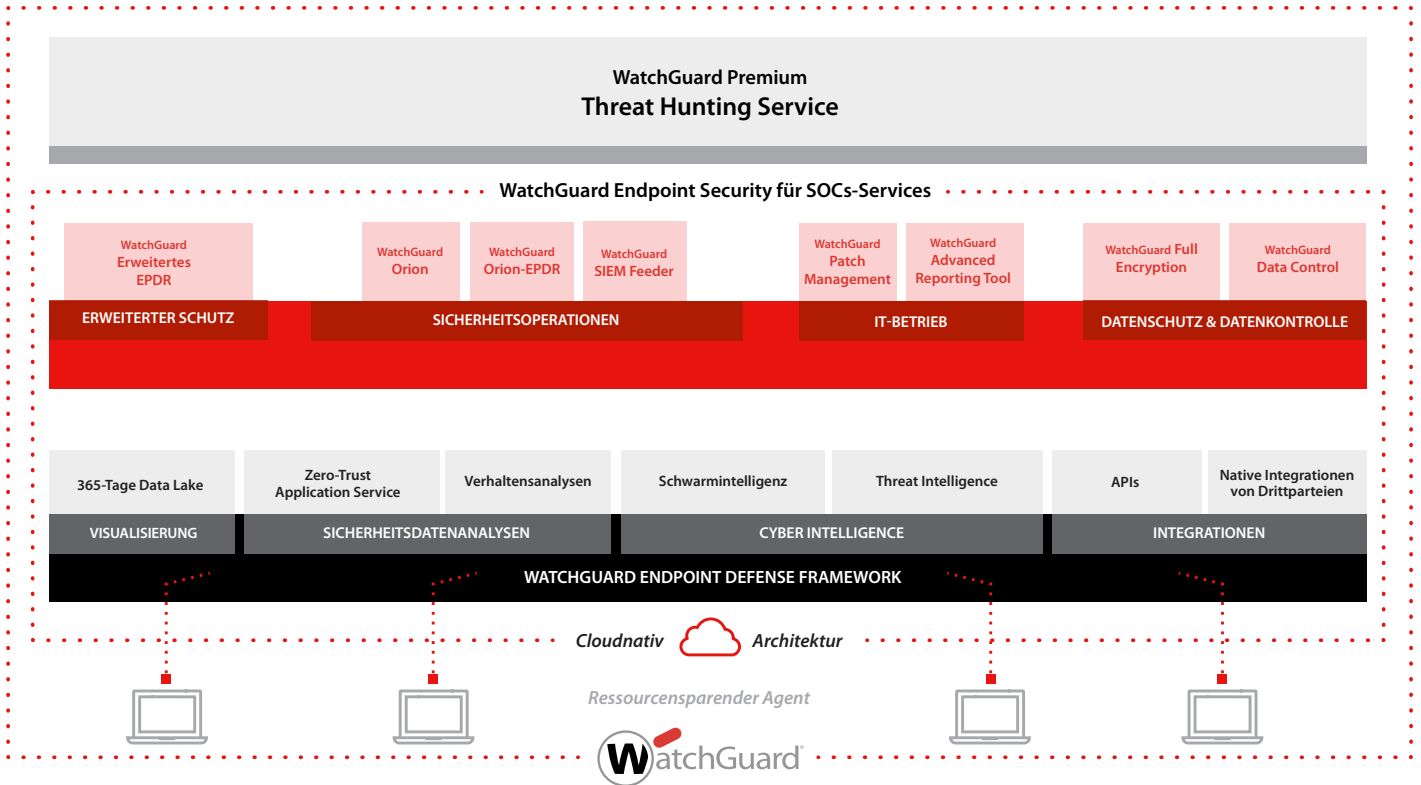 WatchGuard Premium
Threat Hunting Service
WatchGuard Endpoint Security für SOCs-Services
WatchGuard
Erweitertes
EPDR
WatchGuard
Orion
WatchGuard
Orion-EPDR
WatchGuard
SIEM Feeder
WatchGuard
Patch
Management
WatchGuard
Advanced
Reporting Tool
WatchGuard Full
Encryption
WatchGuard
Data Control
ERWEITERTER SCHUTZ
SICHERHEITSOPERATIONEN
IT-BETRIEB
DATENSCHUTZ & DATENKONTROLLE
365-Tage Data Lake
Zero-Trust
Application Service
Verhaltensanalysen
Schwarmintelligenz
Threat Intelligence
APIs
Native Integrationen
von Drittparteien
VISUALISIERUNG
SICHERHEITSDATENANALYSEN
CYBER INTELLIGENCE
INTEGRATIONEN
WATCHGUARD ENDPOINT DEFENSE FRAMEWORK
Cloudnativ Architektur
Ressourcensparender Agent
WatchGuard